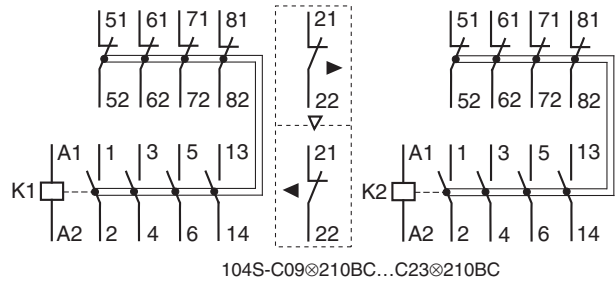 51 61 71 81 21 51 61 71 81
52 62 72 82 22 52 62 72 82
A1 1 3 5 13 21 A1 1 3 5 13
K1 K2
A2 2 4 6 14 22 A2 2 4 6 14
104S-C09⊗210BC...C23⊗210BC